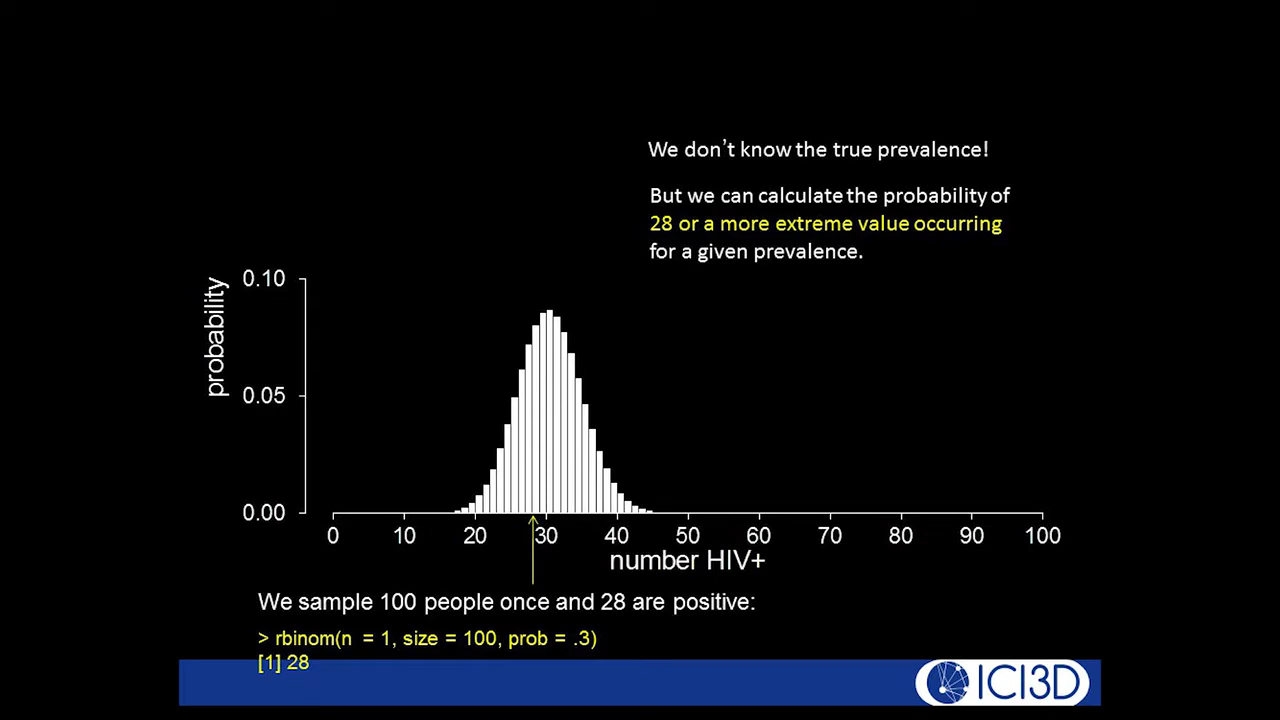 We don't know the true prevalence!
But we can calculate the probability of
28 or a more extreme value occurring
for a given prevalence.
probability
0.10
0.05
0.00
0 10 20 30 40 50 60 70 80 90 100
number HIV+
We sample 100 people once and 28 are positive:
> rbinom(n = 1, size = 100, prob = .3)
[1] 28
ICI3D